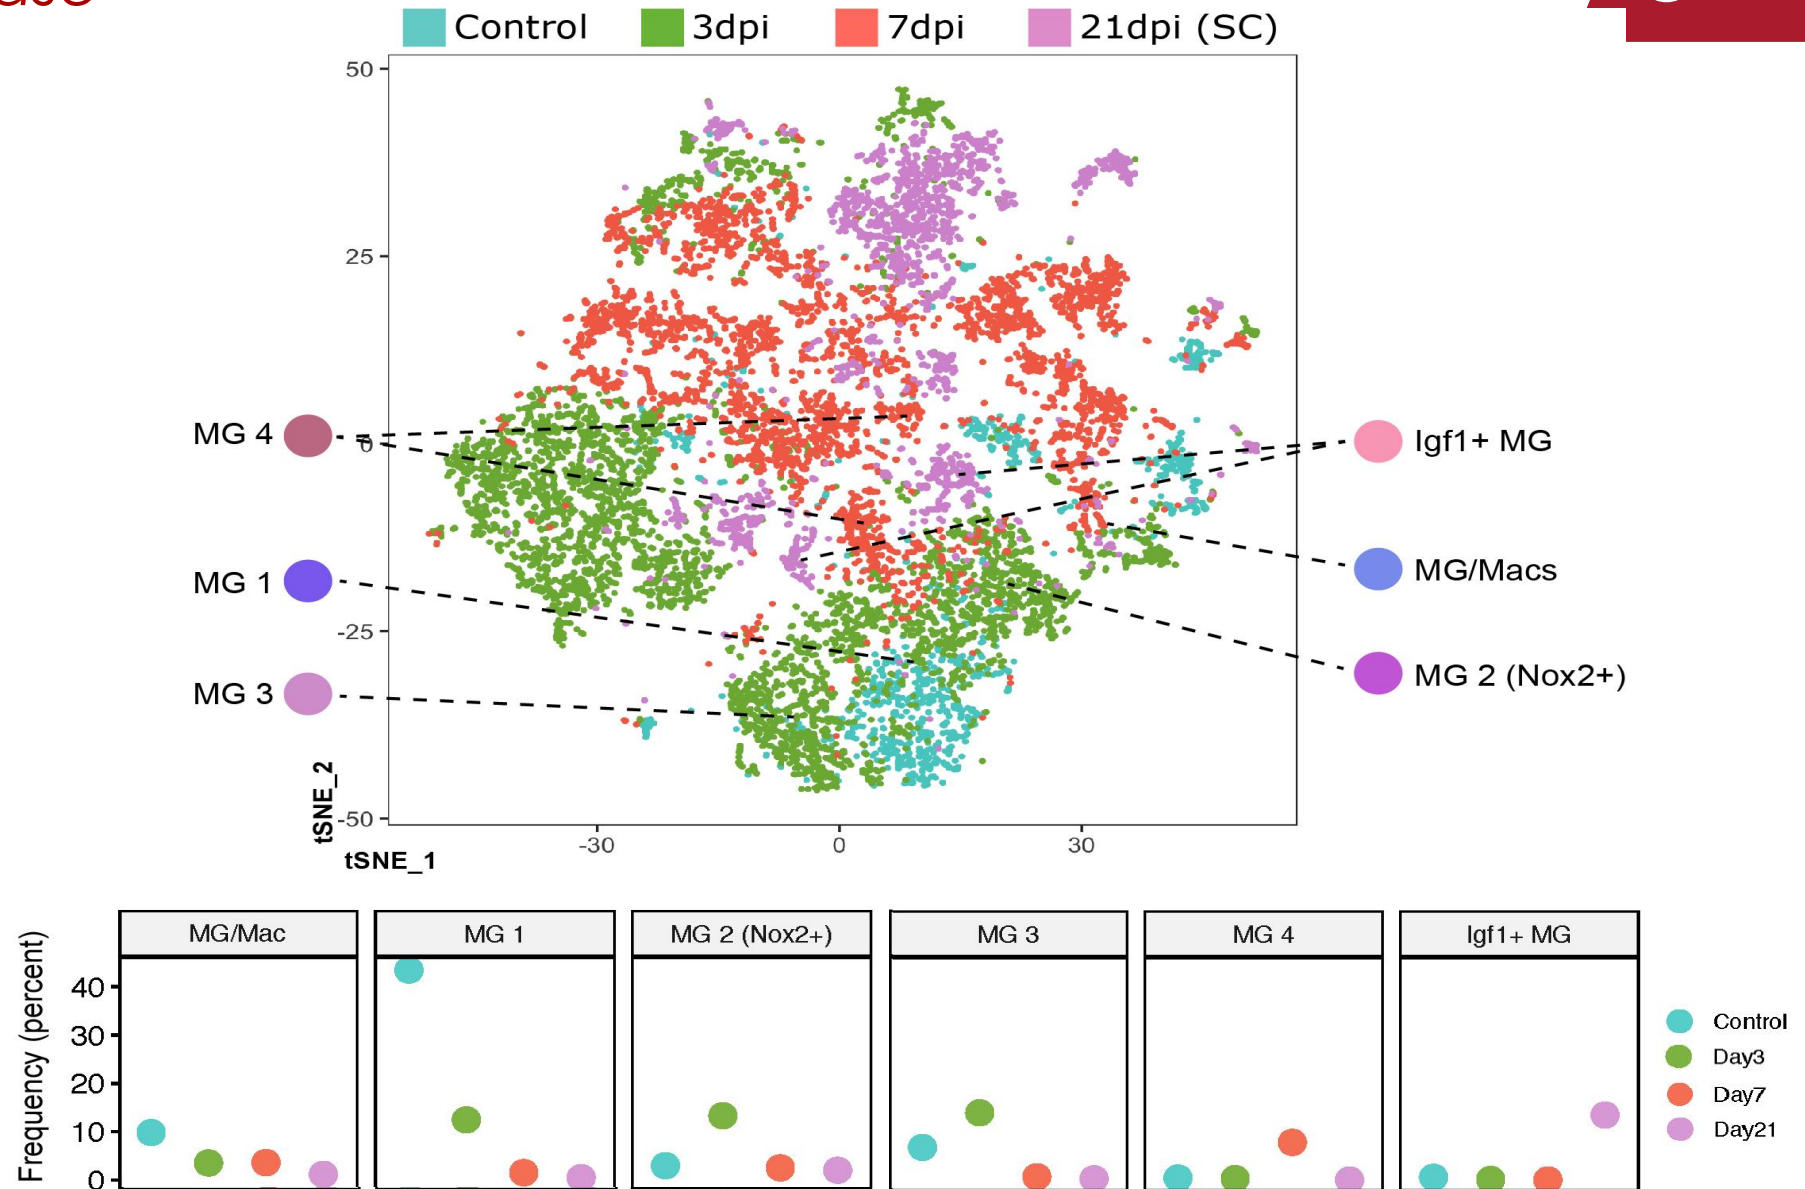 Control 3dpi 7dpi 21dpi (SC)
50
25
0
-25
-50
tSNE_2
-30 0 30
tSNE_1
MG 4
MG 1
MG 3
Igf1+ MG
MG/Macs
MG 2 (Nox2+)
MG/Mac MG 1 MG 2 (Nox2+) MG 3 MG 4 Igf1+ MG
Frequency (percent)
40
30
20
10
0
Control
Day3
Day7
Day21